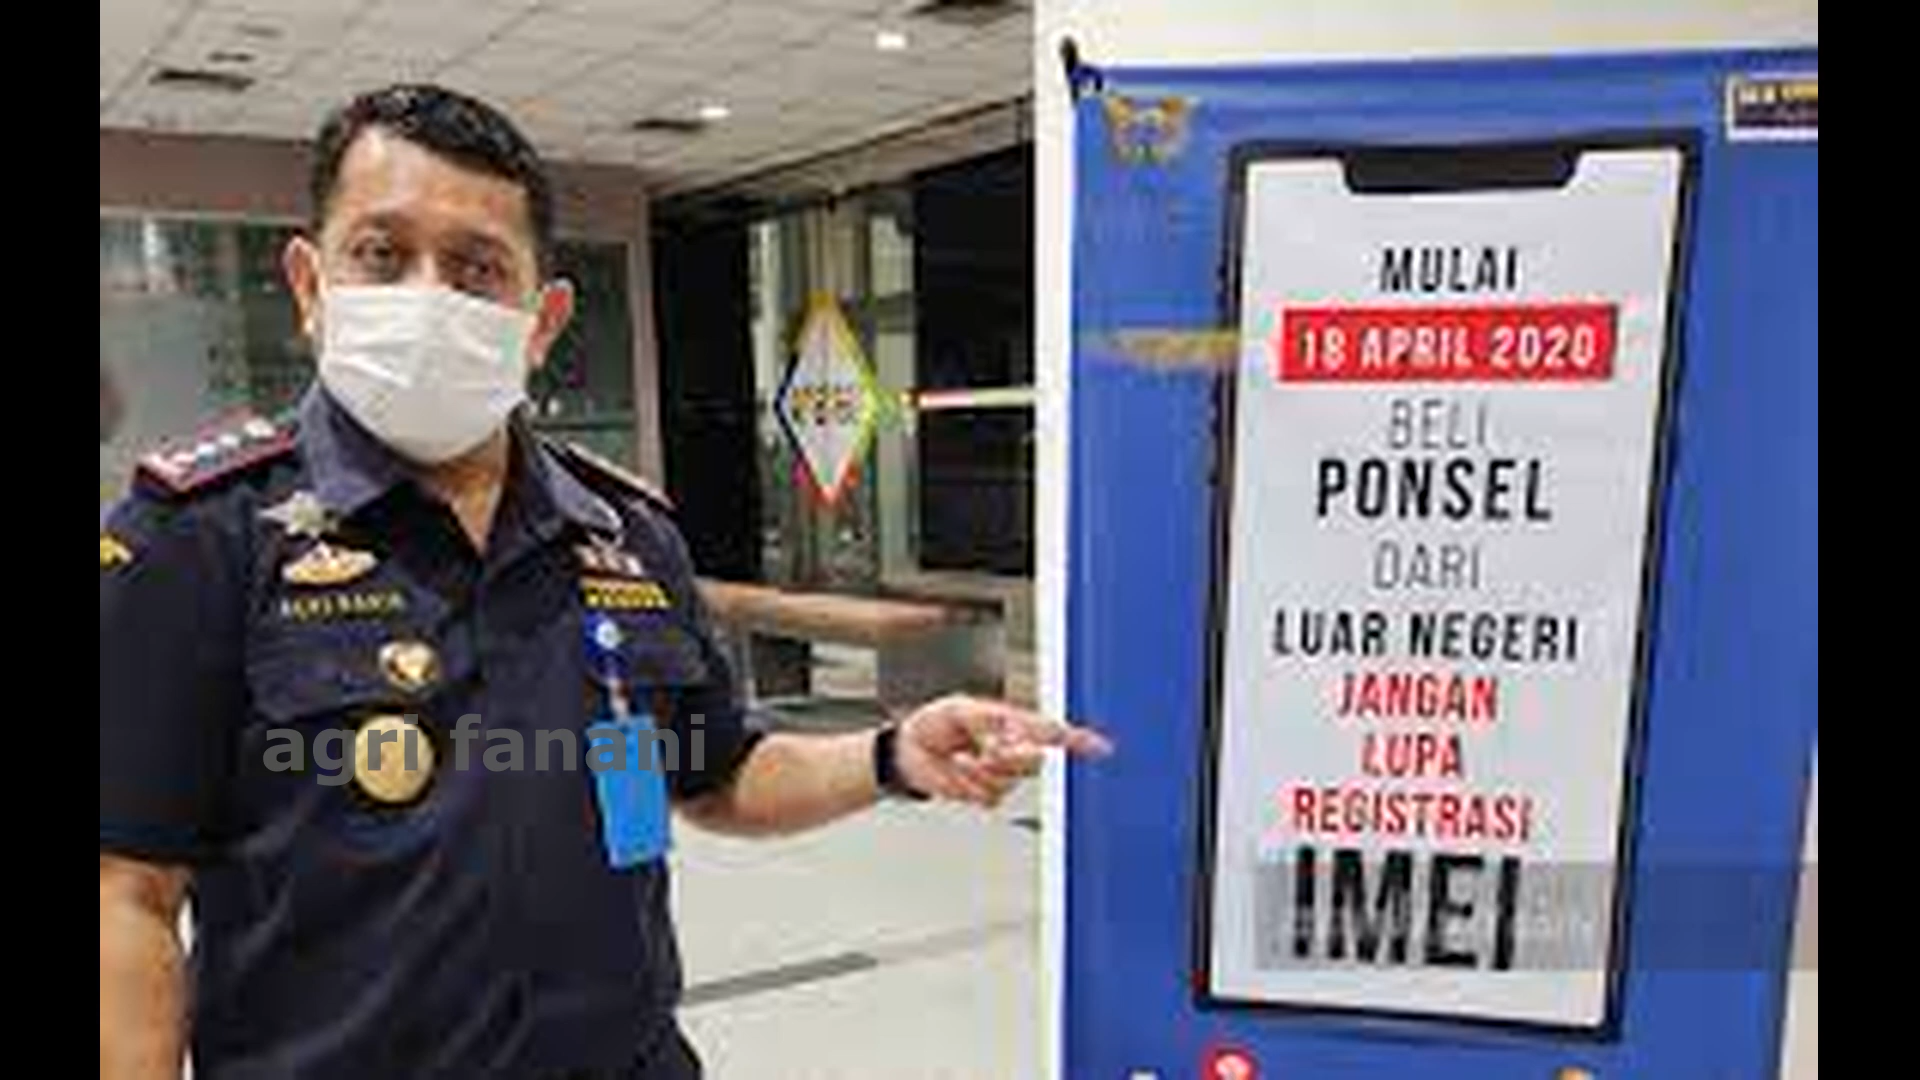 MULAI
18 APRIL 2020
BELI
PONSEL
DARI
LUAR NEGERI
JANGAN
LUPA
REGISTRASI
IMEI
agri fanani